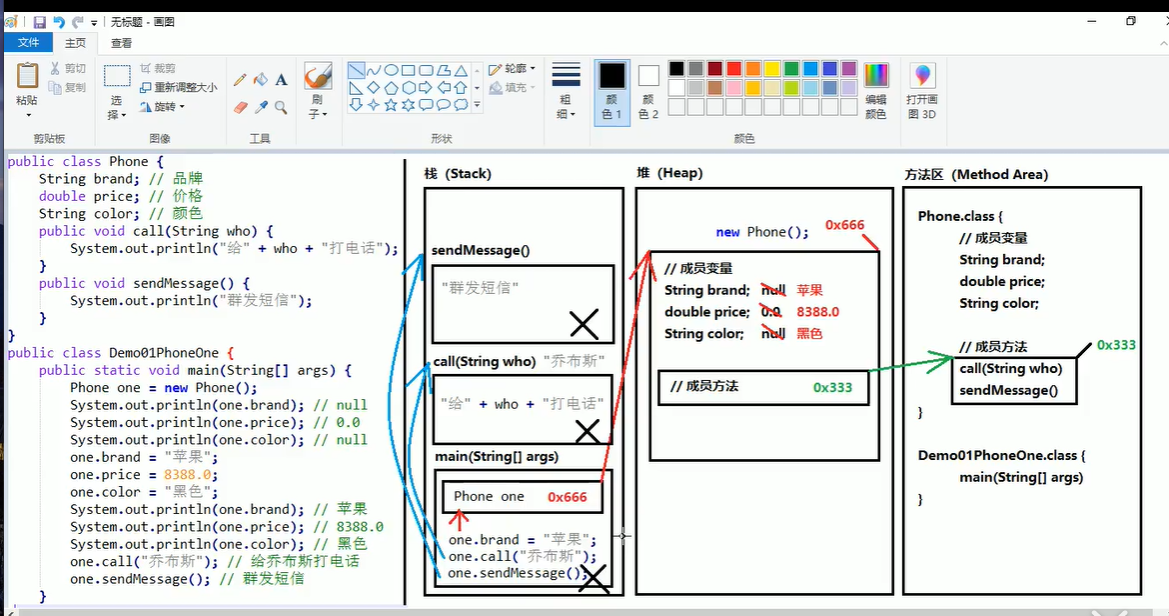 无标题 - 画图
文件 主页 查看
粘贴
剪切
复制
剪贴板
选择
裁剪
重新调整大小
旋转
图像
A
工具
刷子
轮廓
填充
形状
粗细
颜色 1
颜色 2
颜色
编辑颜色
打开画图 3D
public class Phone {
String brand; // 品牌
double price; // 价格
String color; // 颜色
public void call(String who) {
System.out.println("给" + who + "打电话");
}
public void sendMessage() {
System.out.println("群发短信");
}
}
public class Demo01PhoneOne {
public static void main(String[] args) {
Phone one = new Phone();
System.out.println(one.brand); // null
System.out.println(one.price); // 0.0
System.out.println(one.color); // null
one.brand = "苹果";
one.price = 8388.0;
one.color = "黑色";
System.out.println(one.brand); // 苹果
System.out.println(one.price); // 8388.0
System.out.println(one.color); // 黑色
one.call("乔布斯"); // 给乔布斯打电话
one.sendMessage(); // 群发短信
}
栈（Stack)
sendMessage()
"群发短信"
call(String who) "乔布斯"
"给" + who + "打电话"
main(String[] args)
Phone one 0x666
one.brand = "苹果";
one.call("乔布斯");
one.sendMessage();
堆（Heap)
new Phone(); 0x666
// 成员变量
String brand; null 苹果
double price; 0.0 8388.0
String color; null 黑色
// 成员方法 0x333
方法区（Method Area)
Phone.class {
// 成员变量
String brand;
double price;
String color;
// 成员方法 0x333
call(String who)
sendMessage()
}
Demo01PhoneOne.class {
main(String[] args)
}